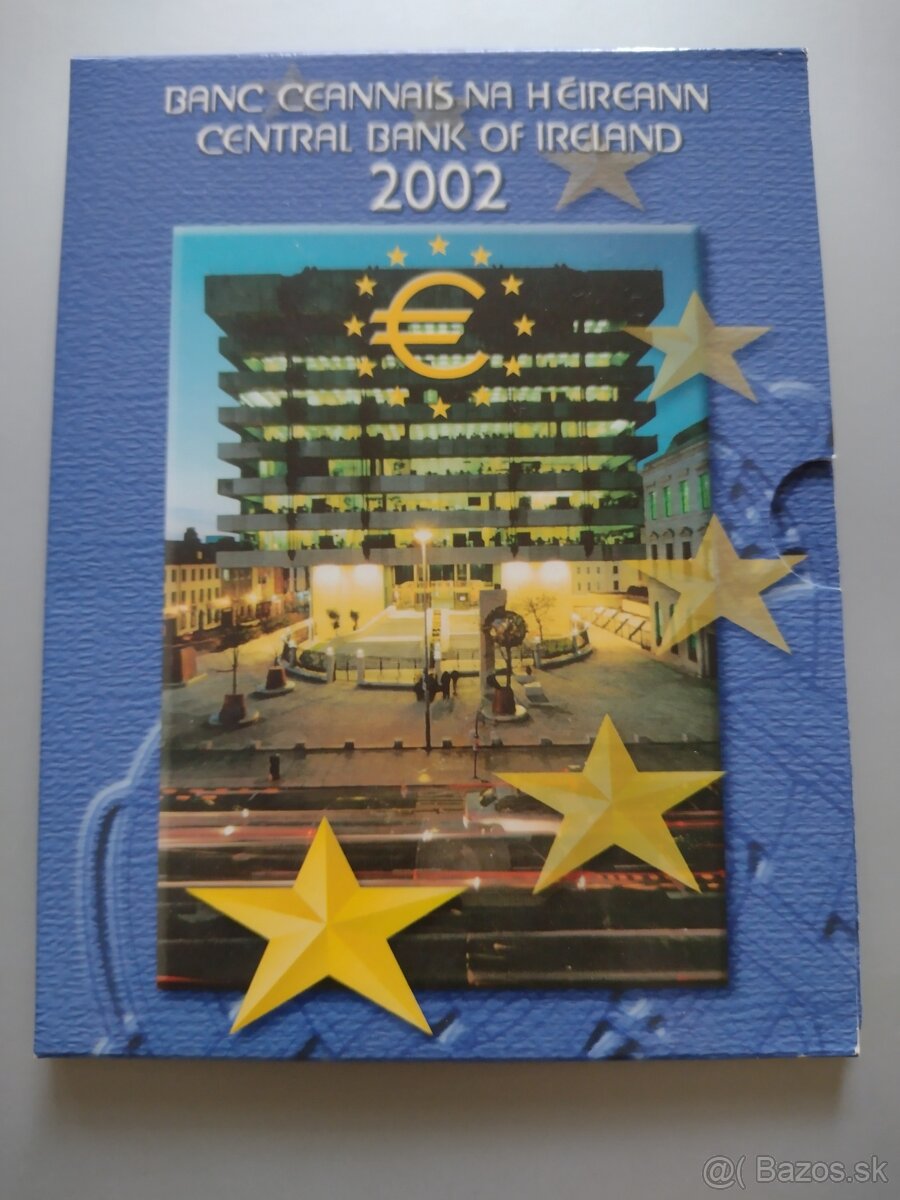 BANC CEANNAIS NA HÉIREANN
CENTRAL BANK OF IRELAND
2002
€
@( Bazos.sk